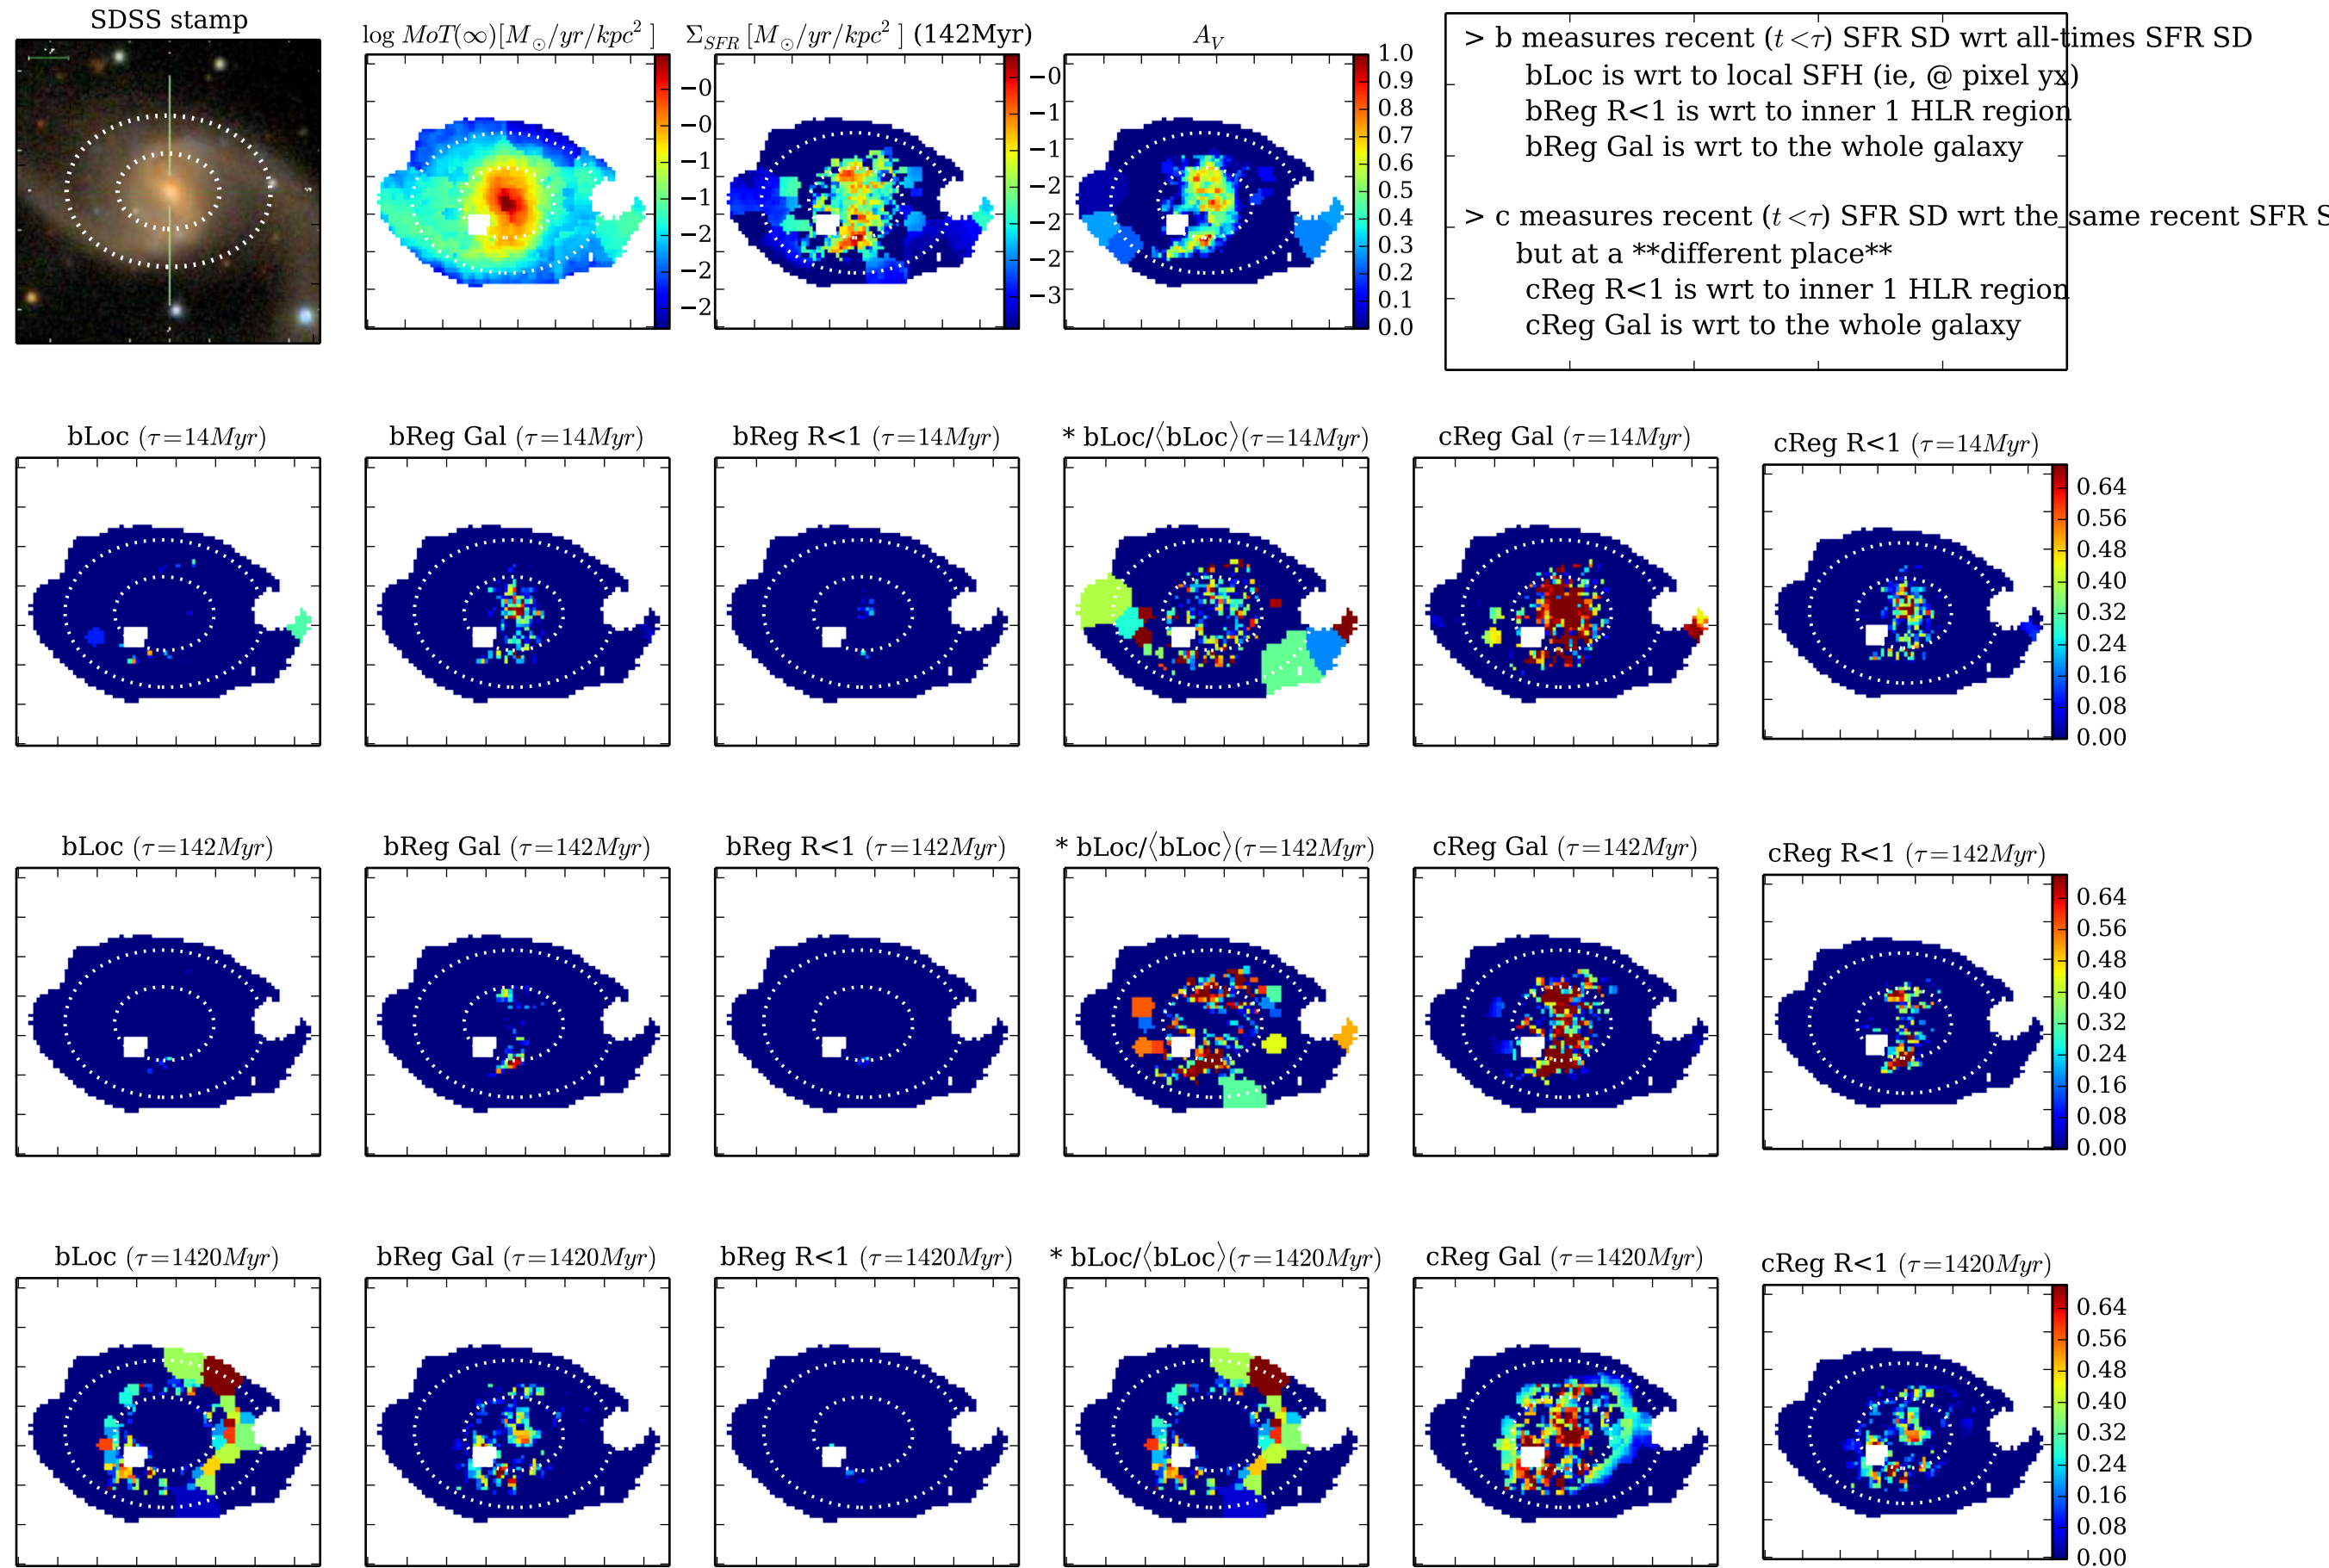 SDSS stamp
log MoT(∞)[M⊙/yr/kpc² ]
Σ_SFR [M⊙/yr/kpc² ] (142Myr)
A_V
−0
−0
−1
−1
−2
−2
−2
−0
−1
−1
−2
−2
−2
−3
1.0
0.9
0.8
0.7
0.6
0.5
0.4
0.3
0.2
0.1
0.0
> b measures recent (t <τ) SFR SD wrt all-times SFR SD
bLoc is wrt to local SFH (ie, @ pixel yx)
bReg R<1 is wrt to inner 1 HLR region
bReg Gal is wrt to the whole galaxy
> c measures recent (t <τ) SFR SD wrt the same recent SFR S
but at a **different place**
cReg R<1 is wrt to inner 1 HLR region
cReg Gal is wrt to the whole galaxy
bLoc (τ=14Myr)
bReg Gal (τ=14Myr)
bReg R<1 (τ=14Myr)
* bLoc/⟨bLoc⟩(τ=14Myr)
cReg Gal (τ=14Myr)
cReg R<1 (τ=14Myr)
0.64
0.56
0.48
0.40
0.32
0.24
0.16
0.08
0.00
bLoc (τ=142Myr)
bReg Gal (τ=142Myr)
bReg R<1 (τ=142Myr)
* bLoc/⟨bLoc⟩(τ=142Myr)
cReg Gal (τ=142Myr)
cReg R<1 (τ=142Myr)
0.64
0.56
0.48
0.40
0.32
0.24
0.16
0.08
0.00
bLoc (τ=1420Myr)
bReg Gal (τ=1420Myr)
bReg R<1 (τ=1420Myr)
* bLoc/⟨bLoc⟩(τ=1420Myr)
cReg Gal (τ=1420Myr)
cReg R<1 (τ=1420Myr)
0.64
0.56
0.48
0.40
0.32
0.24
0.16
0.08
0.00